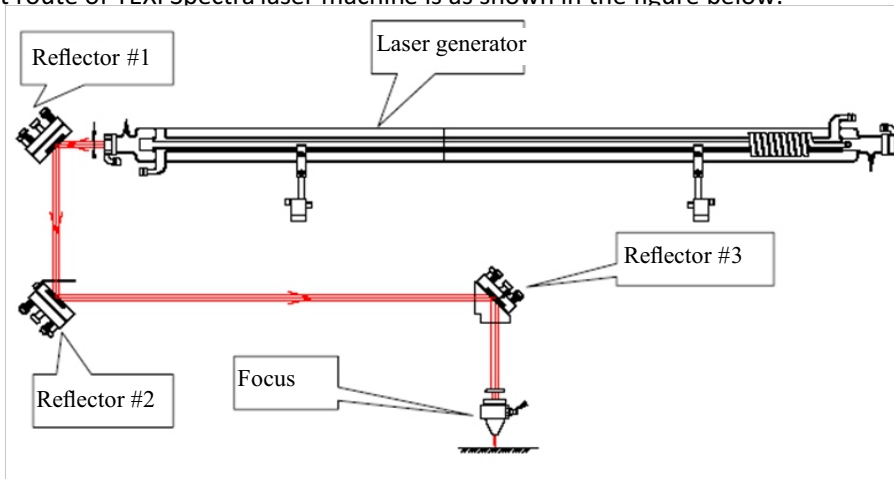 t route of TEXI Spectra laser machine is as shown in the figure below:
Laser generator
Reflector #1
Reflector #3
Focus
Reflector #2